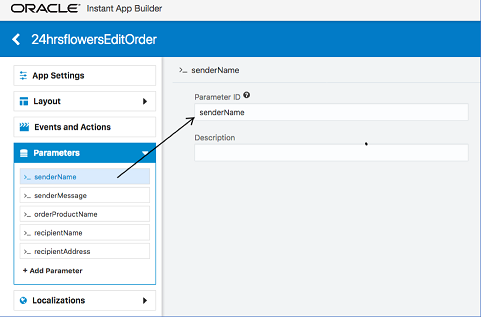 ORACLE® Instant App Builder
24hrsflowersEditOrder
App Settings
Layout
Events and Actions
Parameters
>_ senderName
>_ senderMessage
>_ orderProductName
>_ recipientName
>_ recipientAddress
+ Add Parameter
Localizations
>_ senderName
Parameter ID ?
senderName
Description